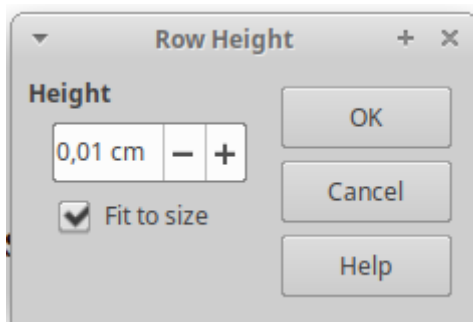 Row Height
Height
OK
0,01 cm
Cancel
Fit to size
Help